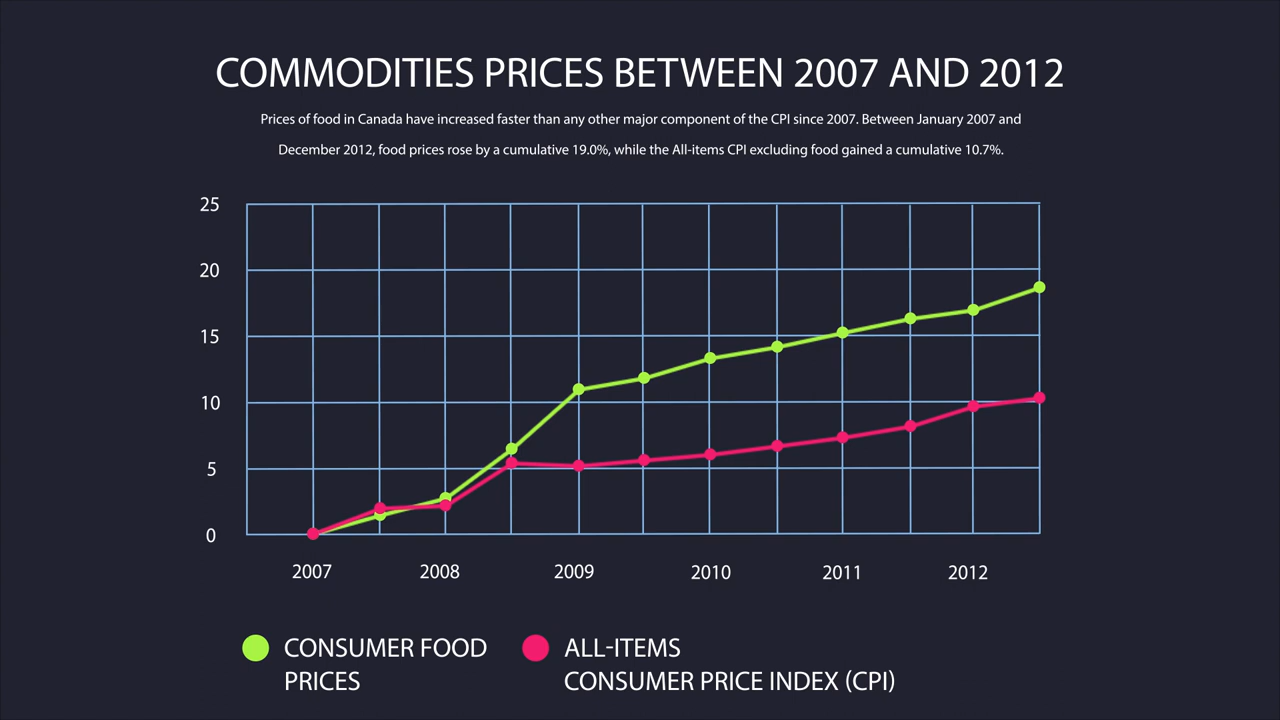 COMMODITIES PRICES BETWEEN 2007 AND 2012
Prices of food in Canada have increased faster than any other major component of the CPI since 2007. Between January 2007 and
December 2012, food prices rose by a cumulative 19.0%, while the All-items CPI excluding food gained a cumulative 10.7%.
25
20
15
10
5
0
2007 2008 2009 2010 2011 2012
CONSUMER FOOD
PRICES
ALL-ITEMS
CONSUMER PRICE INDEX (CPI)